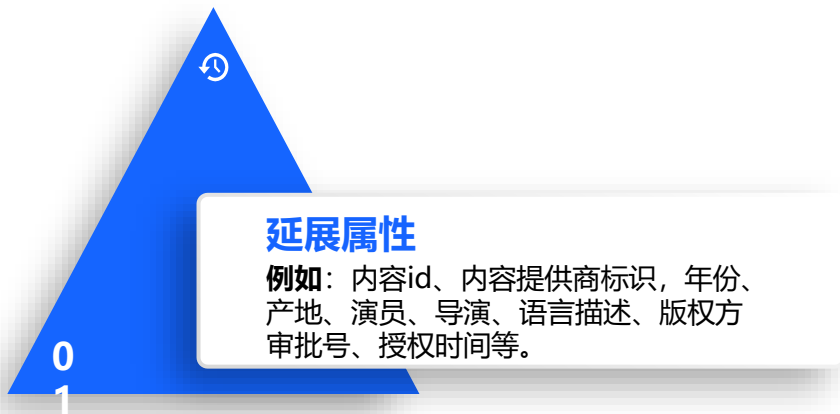 延展属性
例如：内容id、内容提供商标识，年份、
产地、演员、导演、语言描述、版权方
审批号、授权时间等。
0
1